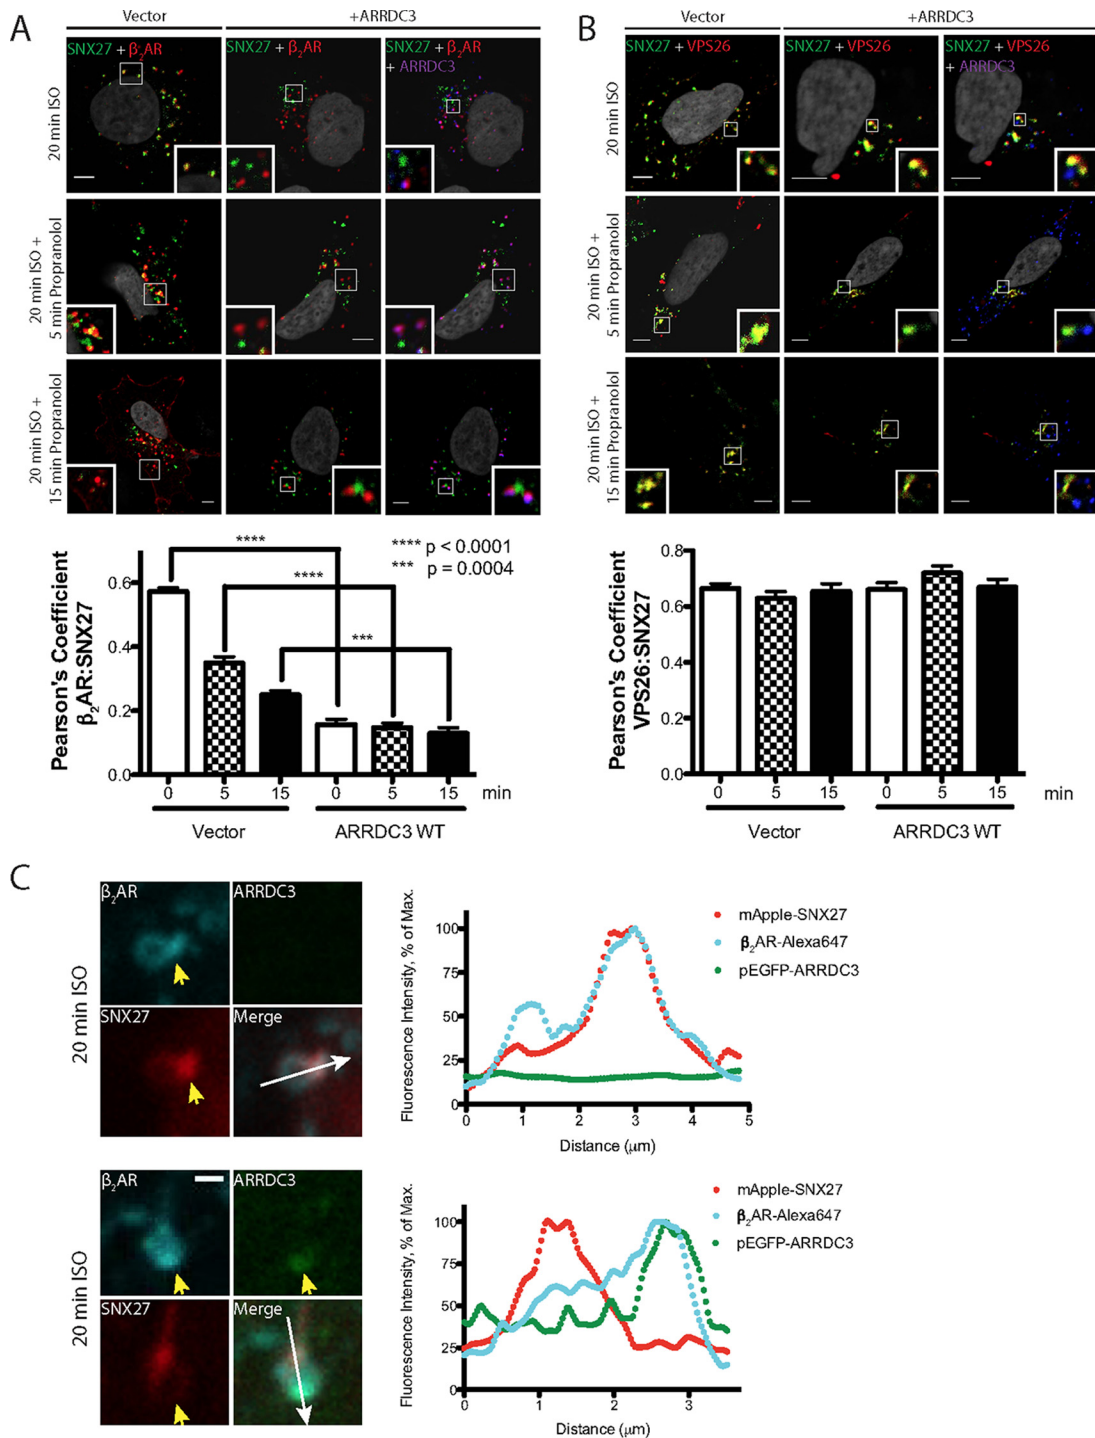 A
Vector
+ARRDC3
SNX27 + β₂AR
SNX27 + β₂AR
SNX27 + β₂AR
+ ARRDC3
20 min ISO
20 min ISO +
5 min Propranolol
20 min ISO +
15 min Propranolol
**** p < 0.0001
*** p = 0.0004
****
****
***
Pearson's Coefficient
β₂AR:SNX27
0.6
0.4
0.2
0.0
0 5 15 0 5 15 min
Vector
ARRDC3 WT
B
Vector
+ARRDC3
SNX27 + VPS26
SNX27 + VPS26
SNX27 + VPS26
+ ARRDC3
20 min ISO
20 min ISO +
5 min Propranolol
20 min ISO +
15 min Propranolol
Pearson's Coefficient
VPS26:SNX27
0.8
0.6
0.4
0.2
0.0
0 5 15 0 5 15 min
Vector
ARRDC3 WT
C
20 min ISO
β₂AR
ARRDC3
SNX27
Merge
Fluorescence Intensity, % of Max.
100
75
50
25
0
0 1 2 3 4 5
Distance (μm)
mApple-SNX27
β₂AR-Alexa647
pEGFP-ARRDC3
20 min ISO
β₂AR
ARRDC3
SNX27
Merge
Fluorescence Intensity, % of Max.
100
75
50
25
0
0 1 2 3
Distance (μm)
mApple-SNX27
β₂AR-Alexa647
pEGFP-ARRDC3